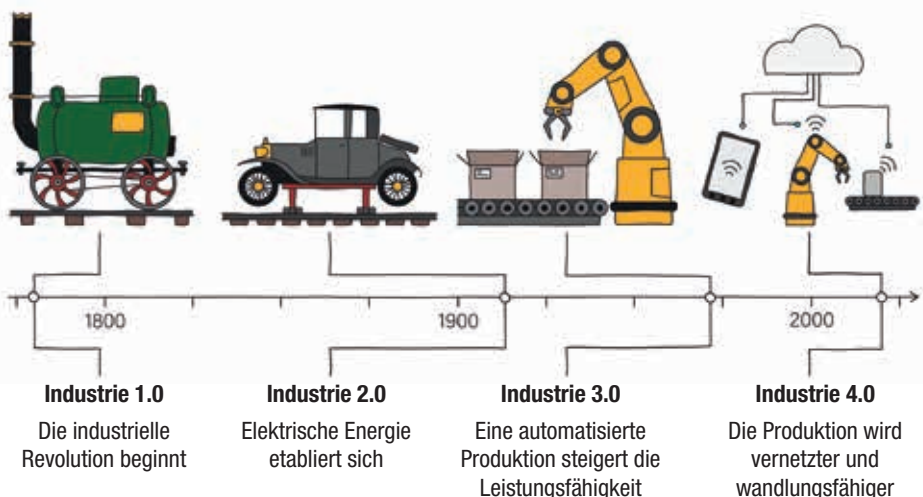 1800
1900
2000
Industrie 1.0
Die industrielle
Revolution beginnt
Industrie 2.0
Elektrische Energie
etabliert sich
Industrie 3.0
Eine automatisierte
Produktion steigert die
Leistungsfähigkeit
Industrie 4.0
Die Produktion wird
vernetzter und
wandlungsfähiger